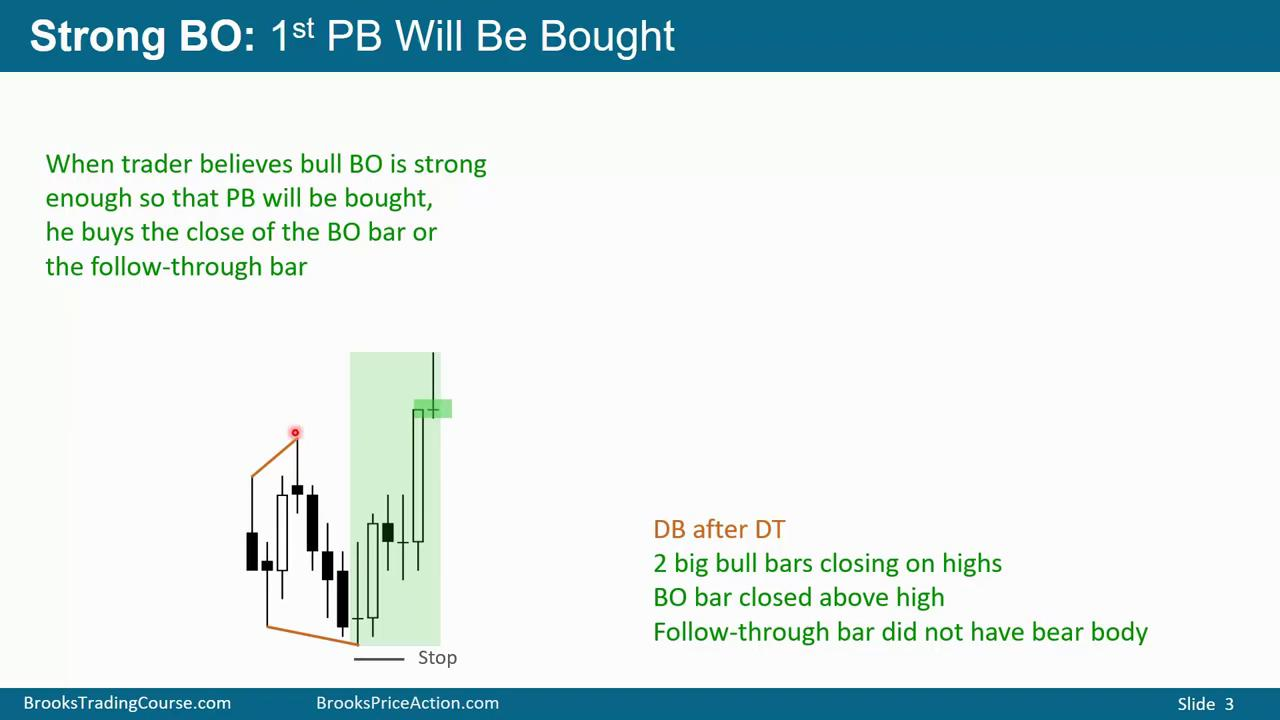 Strong BO: 1st PB Will Be Bought
When trader believes bull BO is strong
enough so that PB will be bought,
he buys the close of the BO bar or
the follow-through bar
DB after DT
2 big bull bars closing on highs
BO bar closed above high
Follow-through bar did not have bear body
Stop
BrooksTradingCourse.com
BrooksPriceAction.com
Slide 3